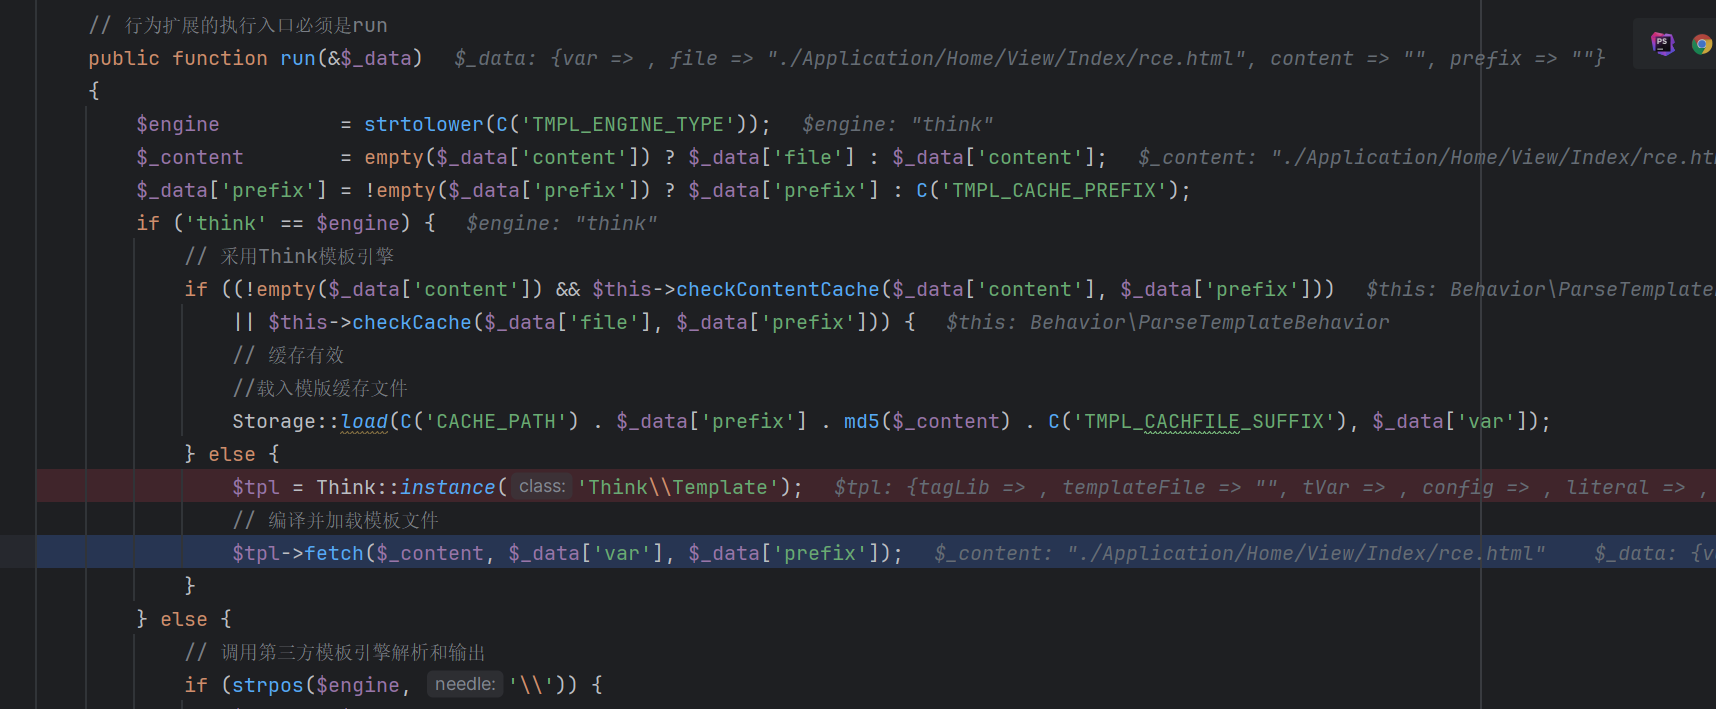 // 行为扩展的执行入口必须是run
public function run(&$_data)   $_data: {var => , file => "./Application/Home/View/Index/rce.html", content => "", prefix => ""}
{
    $engine          = strtolower(C('TMPL_ENGINE_TYPE'));   $engine: "think"
    $_content        = empty($_data['content']) ? $_data['file'] : $_data['content'];   $_content: "./Application/Home/View/Index/rce.ht
    $_data['prefix'] = !empty($_data['prefix']) ? $_data['prefix'] : C('TMPL_CACHE_PREFIX');
    if ('think' == $engine) {   $engine: "think"
        // 采用Think模板引擎
        if ((!empty($_data['content']) && $this->checkContentCache($_data['content'], $_data['prefix']))   $this: Behavior\ParseTemplate
            || $this->checkCache($_data['file'], $_data['prefix'])) {   $this: Behavior\ParseTemplateBehavior
            // 缓存有效
            //载入模版缓存文件
            Storage::load(C('CACHE_PATH') . $_data['prefix'] . md5($_content) . C('TMPL_CACHFILE_SUFFIX'), $_data['var']);
        } else {
            $tpl = Think::instance( class: 'Think\\Template');   $tpl: {tagLib => , templateFile => "", tVar => , config => , literal => ,
            // 编译并加载模板文件
            $tpl->fetch($_content, $_data['var'], $_data['prefix']);   $_content: "./Application/Home/View/Index/rce.html"    $_data: {v
        }
    } else {
        // 调用第三方模板引擎解析和输出
        if (strpos($engine, needle: '\\')) {